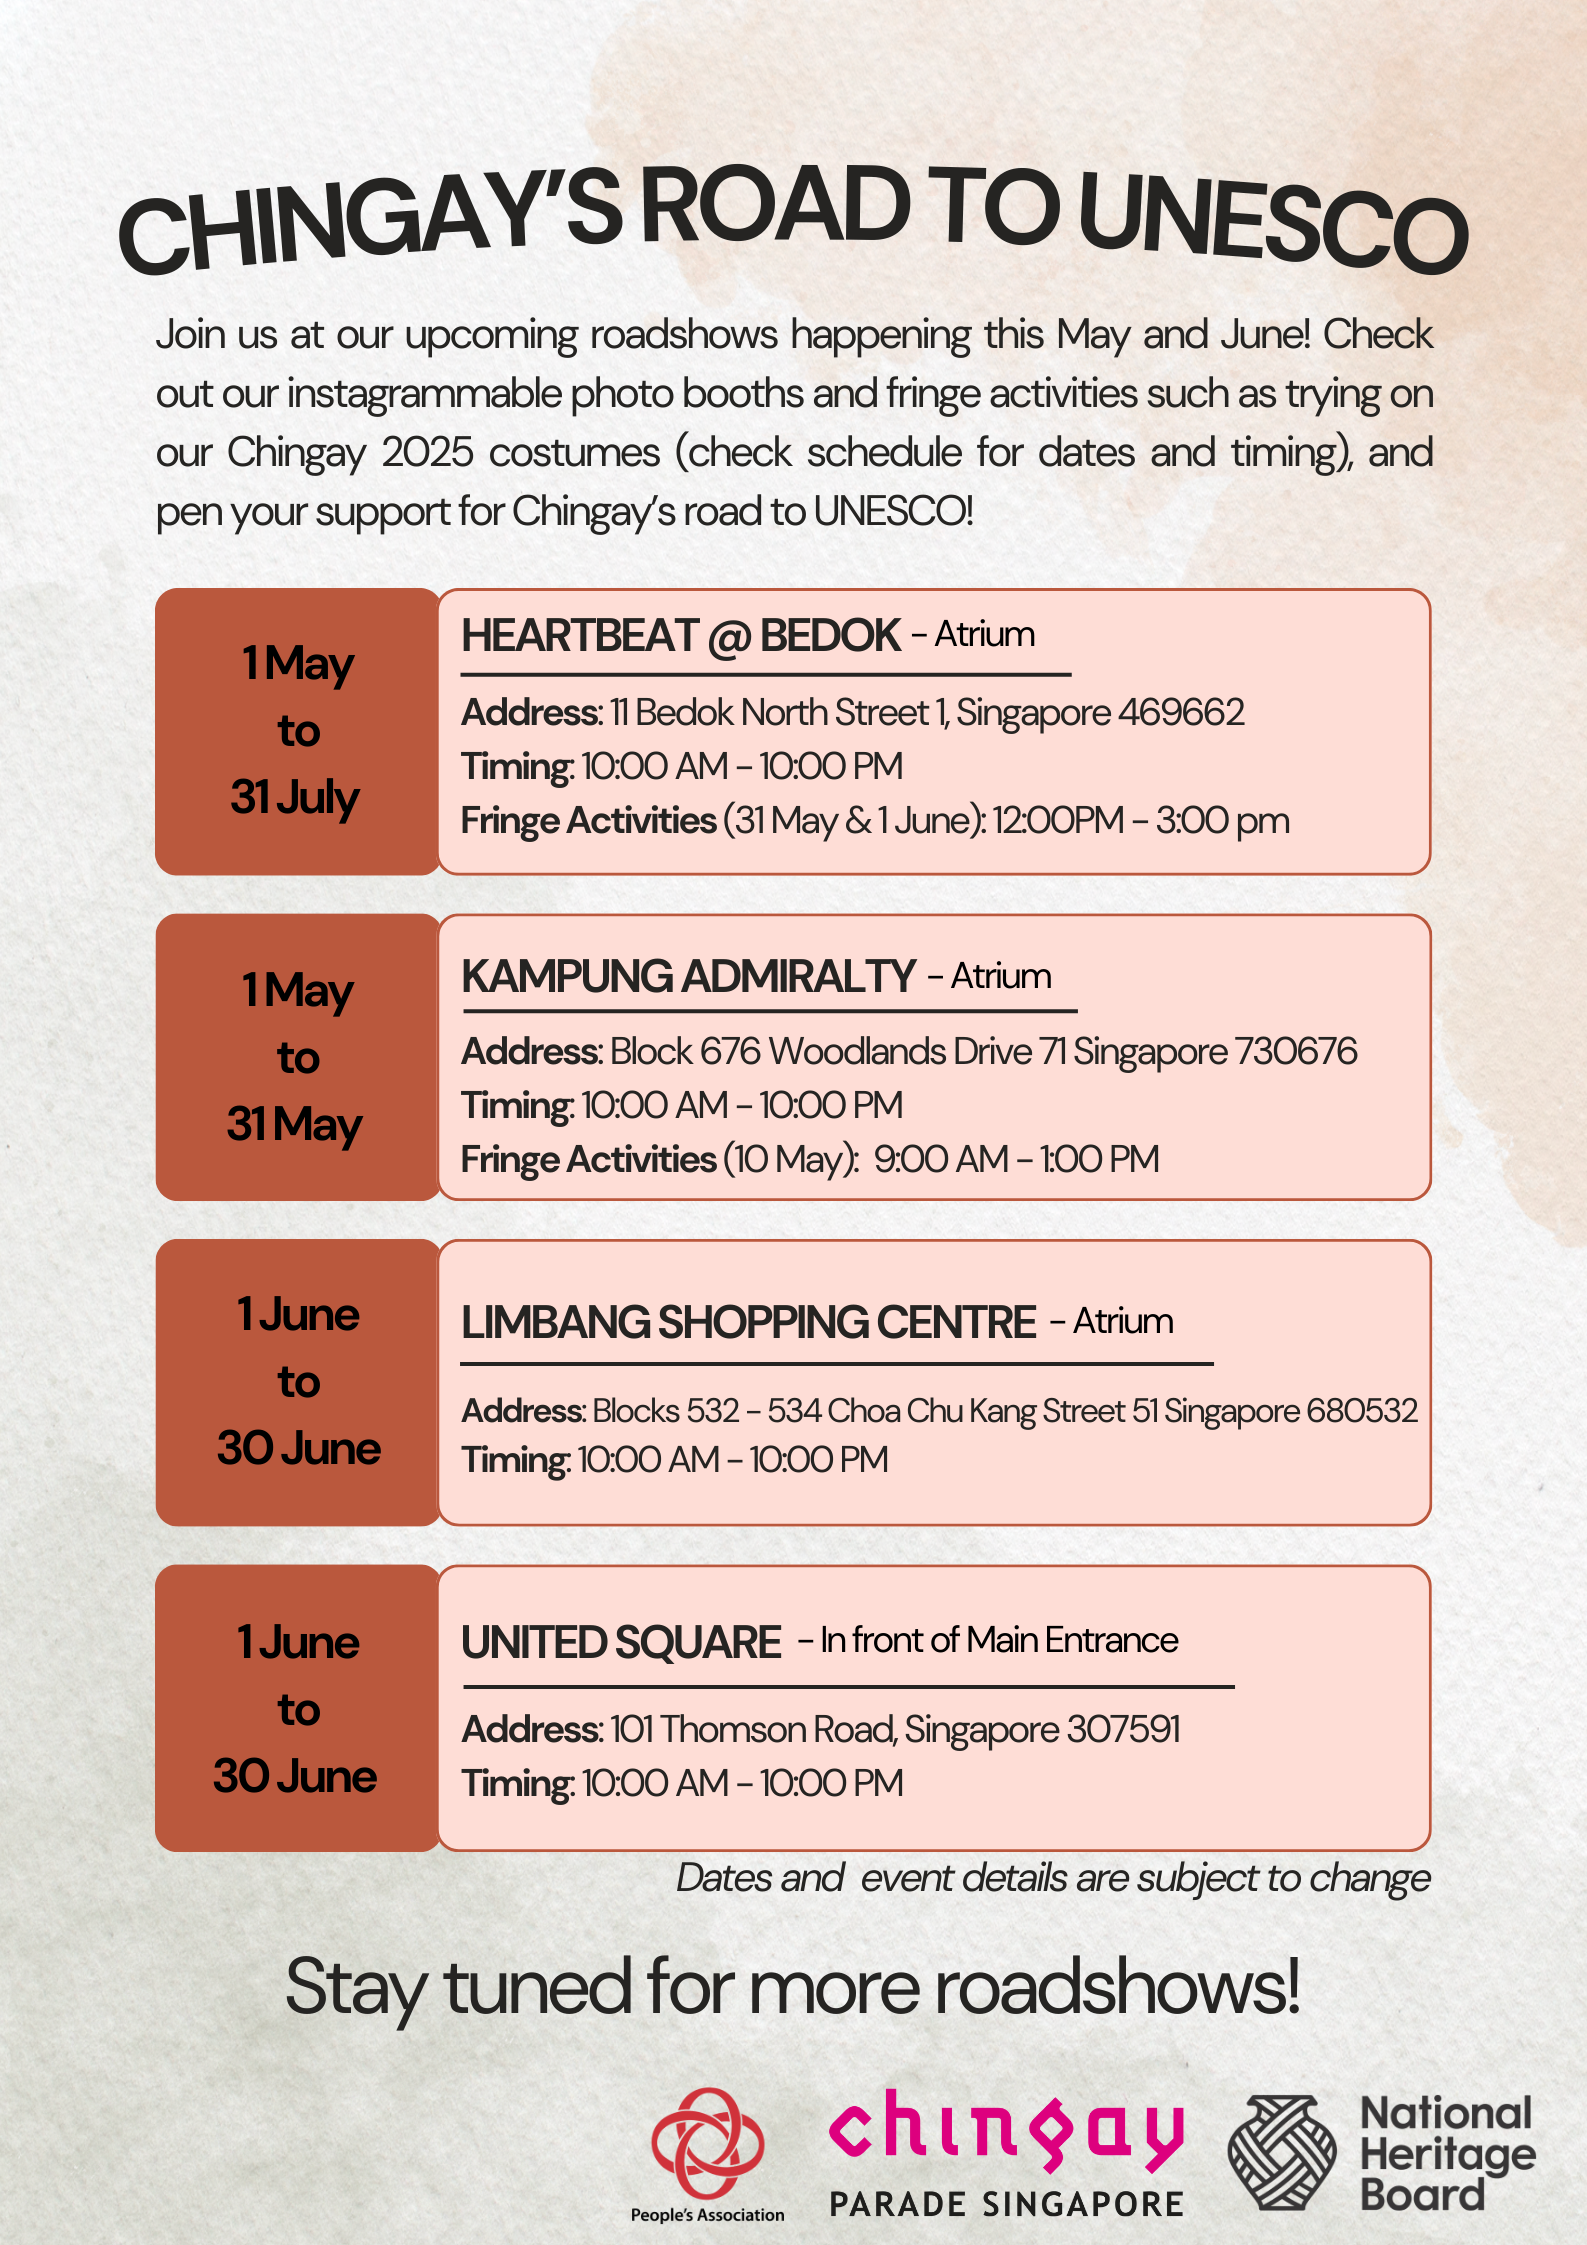 CHINGAY'S ROAD TO UNESCO
Join us at our upcoming roadshows happening this May and June! Check
out our instagrammable photo booths and fringe activities such as trying on
our Chingay 2025 costumes (check schedule for dates and timing), and
pen your support for Chingay's road to UNESCO!
1 May
to
31 July
HEARTBEAT @ BEDOK - Atrium
Address: 11 Bedok North Street 1, Singapore 469662
Timing: 10:00 AM - 10:00 PM
Fringe Activities (31 May & 1 June): 12:00PM - 3:00 pm
1 May
to
31 May
KAMPUNG ADMIRALTY - Atrium
Address: Block 676 Woodlands Drive 71 Singapore 730676
Timing: 10:00 AM - 10:00 PM
Fringe Activities (10 May):  9:00 AM - 1:00 PM
1 June
to
30 June
LIMBANG SHOPPING CENTRE - Atrium
Address: Blocks 532 - 534 Choa Chu Kang Street 51 Singapore 680532
Timing: 10:00 AM - 10:00 PM
1 June
to
30 June
UNITED SQUARE - In front of Main Entrance
Address: 101 Thomson Road, Singapore 307591
Timing: 10:00 AM - 10:00 PM
Dates and  event details are subject to change
Stay tuned for more roadshows!
People's Association
chingay
PARADE SINGAPORE
National
Heritage
Board